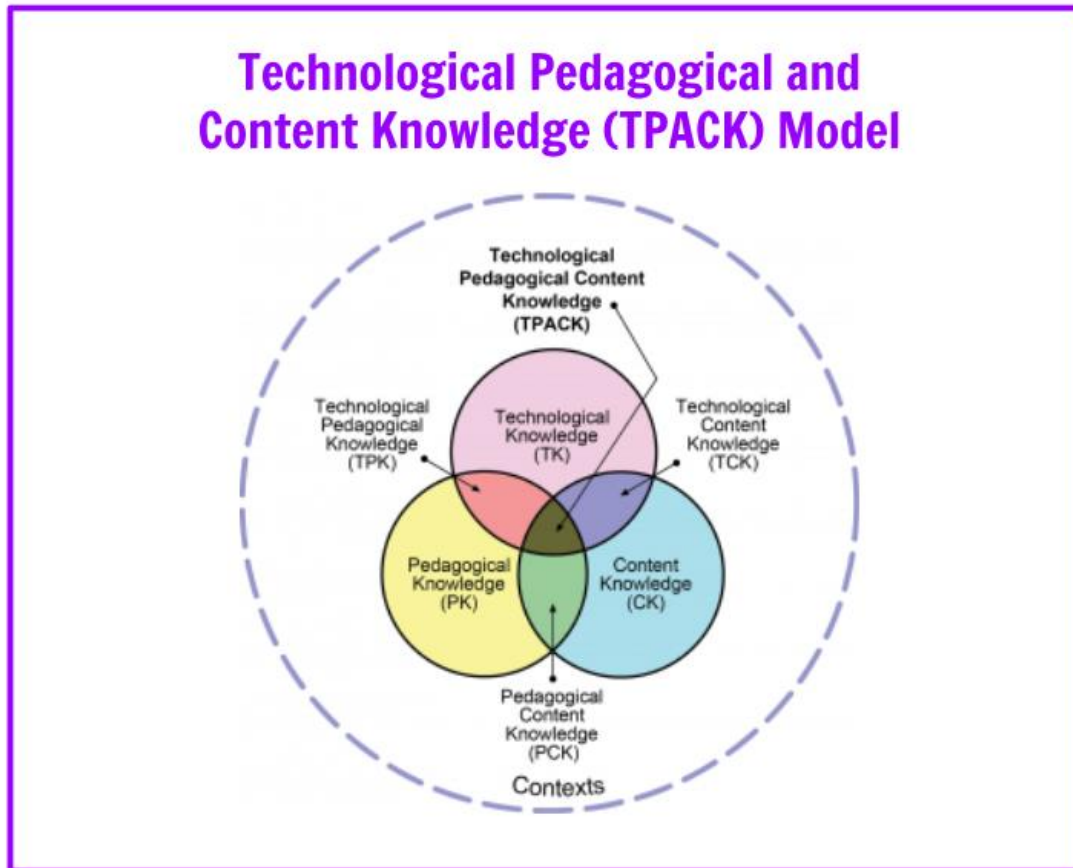 Technological Pedagogical and
Content Knowledge (TPACK) Model
Technological
Pedagogical Content
Knowledge
(TPACK)
Technological
Pedagogical
Knowledge
(TPK)
Technological
Knowledge
(TK)
Technological
Content
Knowledge
(TCK)
Pedagogical
Knowledge
(PK)
Content
Knowledge
(CK)
Pedagogical
Content
Knowledge
(PCK)
Contexts